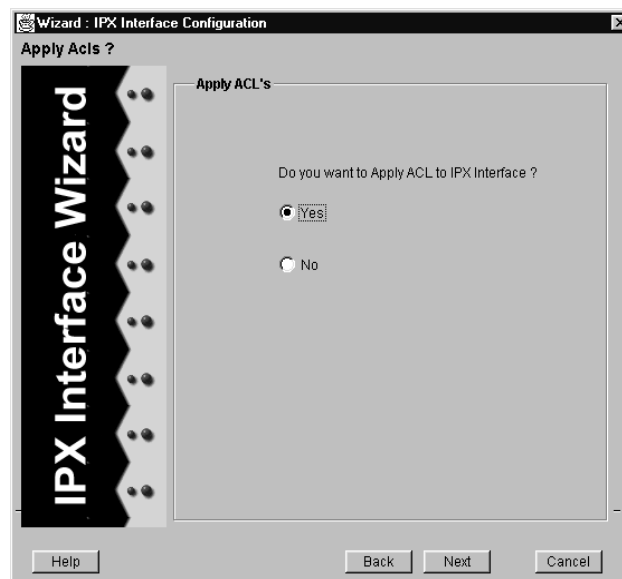 Wizard : IPX Interface Configuration
Apply Acls ?
IPX Interface Wizard
Apply ACL's
Do you want to Apply ACL to IPX Interface ?
Yes
No
Help
Back
Next
Cancel